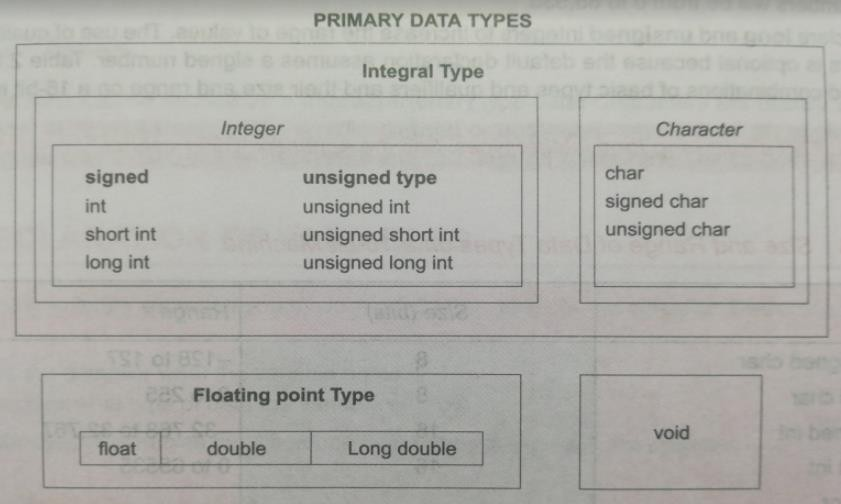 PRIMARY DATA TYPES
Integral Type
Integer
signed unsigned type
int unsigned int
short int unsigned short int
long int unsigned long int
Character
char
signed char
unsigned char
Floating point Type
float double Long double
void